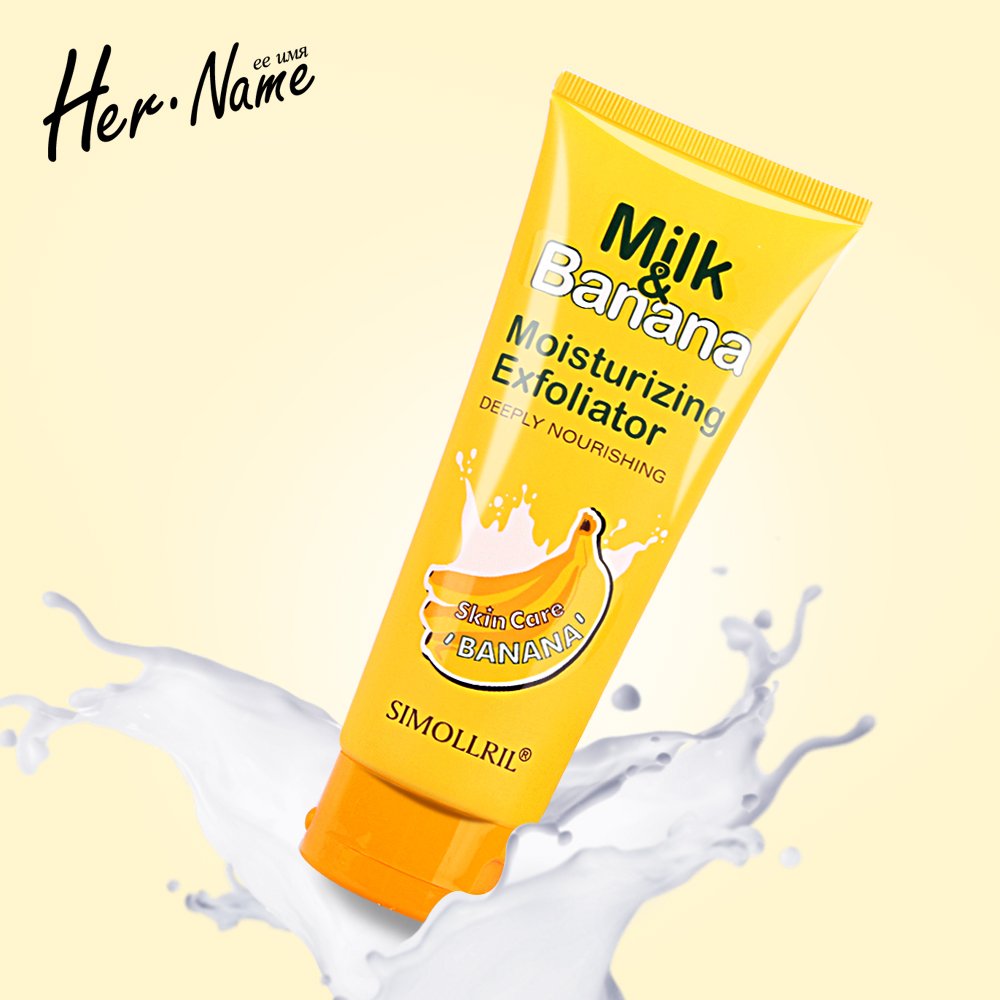 Her. Name
ее имя
Milk
&
Banana
Moisturizing
Exfoliator
DEEPLY NOURISHING
Skin Care
BANANA
SIMOLLRIL®